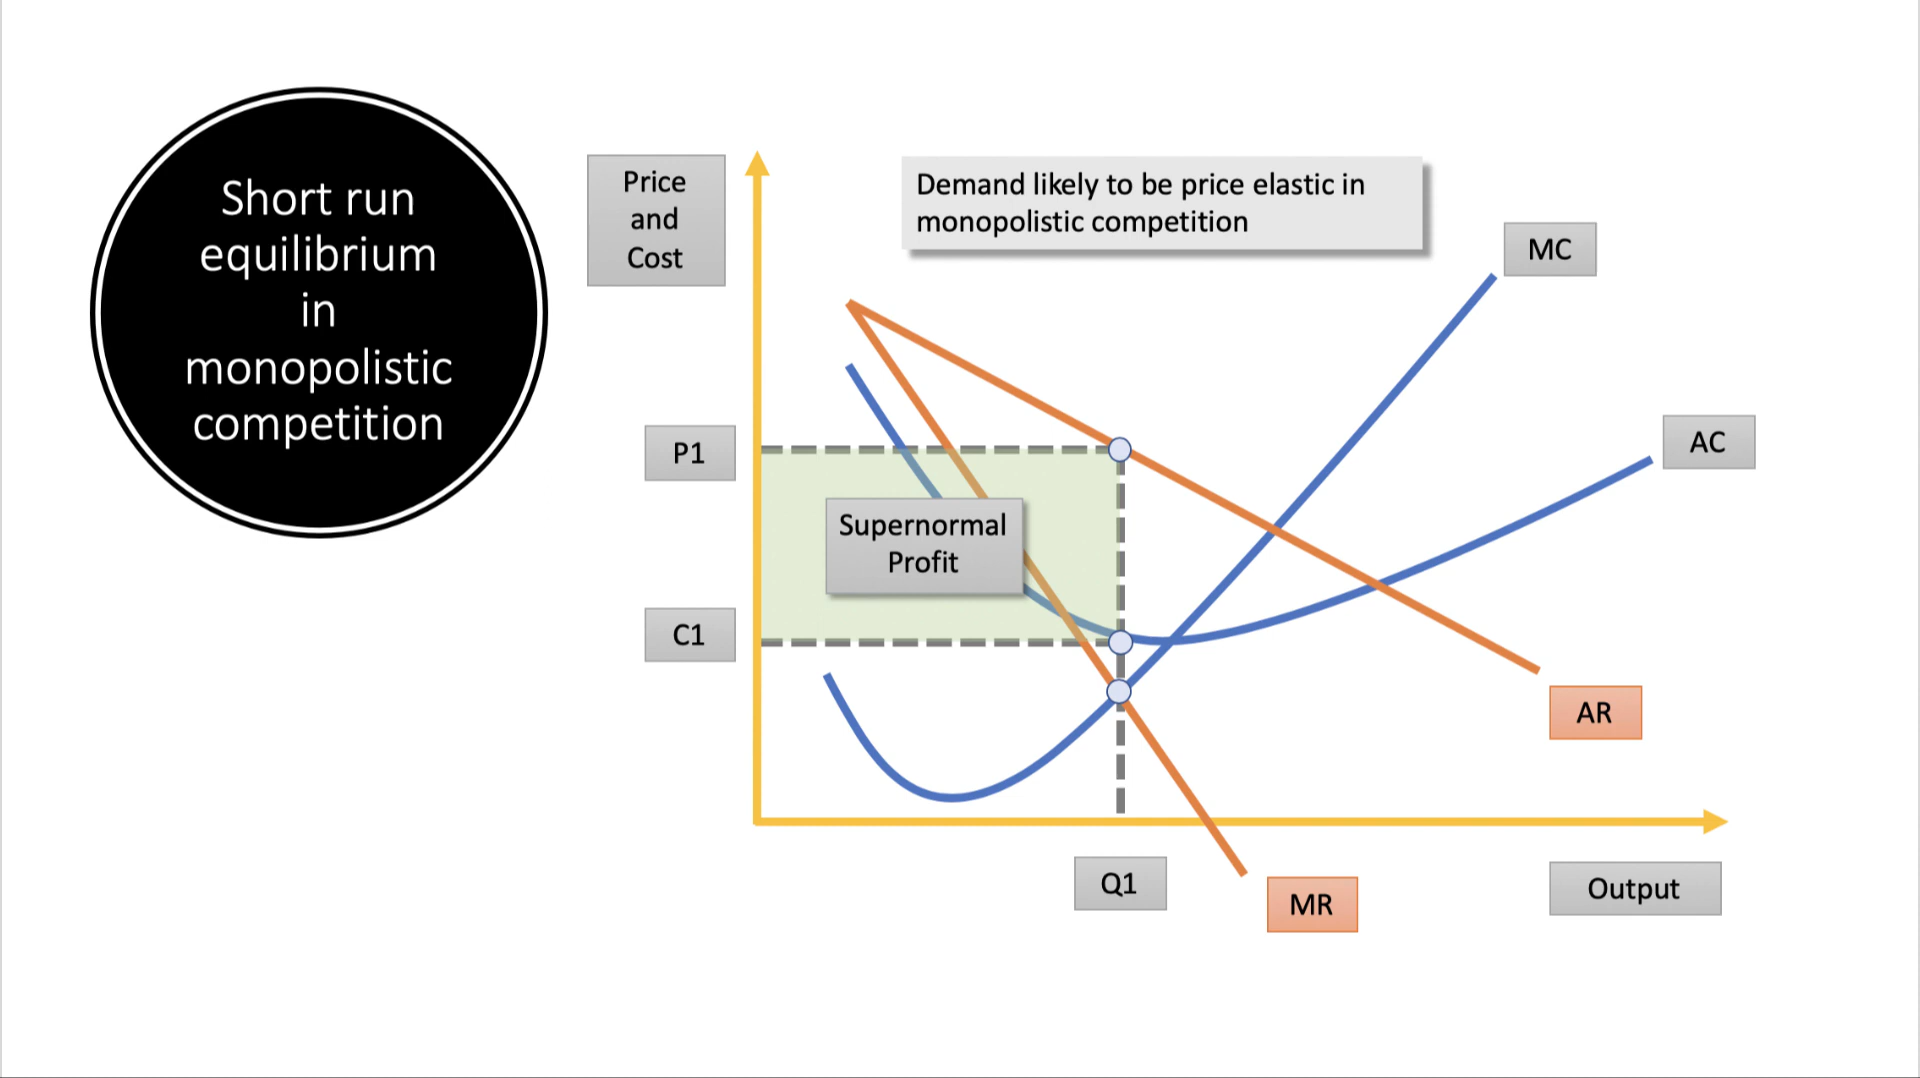 Short run
equilibrium
in
monopolistic
competition
Price
and
Cost
Demand likely to be price elastic in
monopolistic competition
MC
AC
P1
Supernormal
Profit
C1
AR
Q1
MR
Output